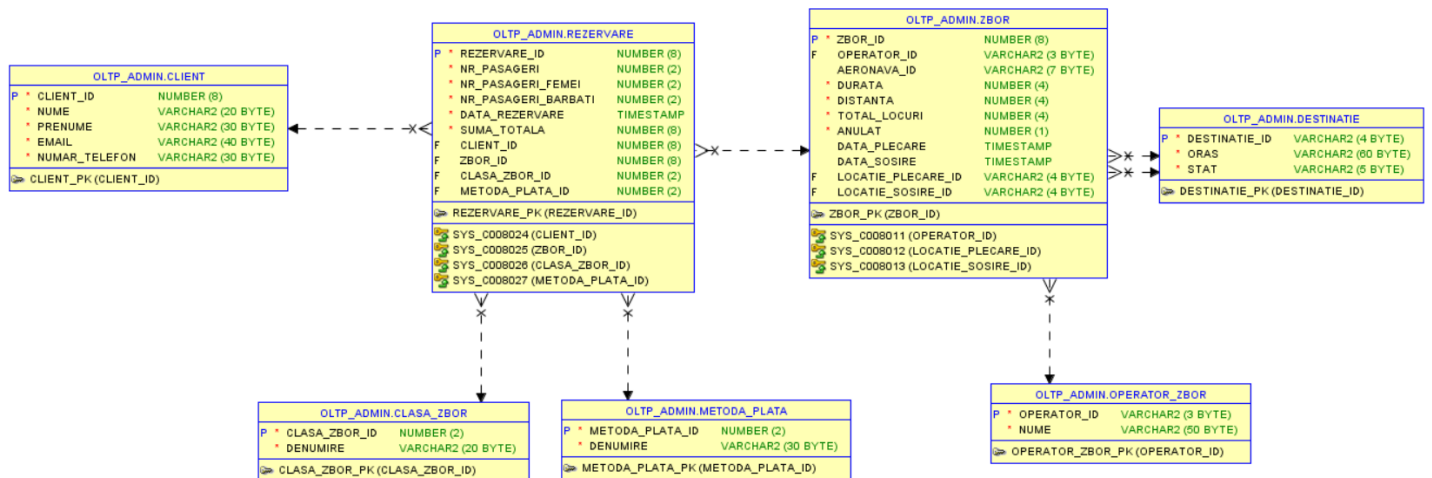 OLTP_ADMIN.CLIENT
P * CLIENT_ID NUMBER (8)
* NUME VARCHAR2 (20 BYTE)
* PRENUME VARCHAR2 (30 BYTE)
* EMAIL VARCHAR2 (40 BYTE)
* NUMAR_TELEFON VARCHAR2 (30 BYTE)
CLIENT_PK (CLIENT_ID)
OLTP_ADMIN.REZERVARE
P * REZERVARE_ID NUMBER (8)
* NR_PASAGERI NUMBER (2)
* NR_PASAGERI_FEMEI NUMBER (2)
* NR_PASAGERI_BARBATI NUMBER (2)
* DATA_REZERVARE TIMESTAMP
* SUMA_TOTALA NUMBER (8)
F CLIENT_ID NUMBER (8)
F ZBOR_ID NUMBER (8)
F CLASA_ZBOR_ID NUMBER (2)
F METODA_PLATA_ID NUMBER (2)
REZERVARE_PK (REZERVARE_ID)
SYS_C008024 (CLIENT_ID)
SYS_C008025 (ZBOR_ID)
SYS_C008026 (CLASA_ZBOR_ID)
SYS_C008027 (METODA_PLATA_ID)
OLTP_ADMIN.ZBOR
P * ZBOR_ID NUMBER (8)
F OPERATOR_ID VARCHAR2 (3 BYTE)
AERONAVA_ID VARCHAR2 (7 BYTE)
* DURATA NUMBER (4)
* DISTANTA NUMBER (4)
* TOTAL_LOCURI NUMBER (4)
* ANULAT NUMBER (1)
DATA_PLECARE TIMESTAMP
DATA_SOSIRE TIMESTAMP
F LOCATIE_PLECARE_ID VARCHAR2 (4 BYTE)
F LOCATIE_SOSIRE_ID VARCHAR2 (4 BYTE)
ZBOR_PK (ZBOR_ID)
SYS_C008011 (OPERATOR_ID)
SYS_C008012 (LOCATIE_PLECARE_ID)
SYS_C008013 (LOCATIE_SOSIRE_ID)
OLTP_ADMIN.DESTINATIE
P * DESTINATIE_ID VARCHAR2 (4 BYTE)
* ORAS VARCHAR2 (60 BYTE)
* STAT VARCHAR2 (5 BYTE)
DESTINATIE_PK (DESTINATIE_ID)
OLTP_ADMIN.CLASA_ZBOR
P * CLASA_ZBOR_ID NUMBER (2)
* DENUMIRE VARCHAR2 (20 BYTE)
CLASA_ZBOR_PK (CLASA_ZBOR_ID)
OLTP_ADMIN.METODA_PLATA
P * METODA_PLATA_ID NUMBER (2)
* DENUMIRE VARCHAR2 (30 BYTE)
METODA_PLATA_PK (METODA_PLATA_ID)
OLTP_ADMIN.OPERATOR_ZBOR
P * OPERATOR_ID VARCHAR2 (3 BYTE)
* NUME VARCHAR2 (50 BYTE)
OPERATOR_ZBOR_PK (OPERATOR_ID)